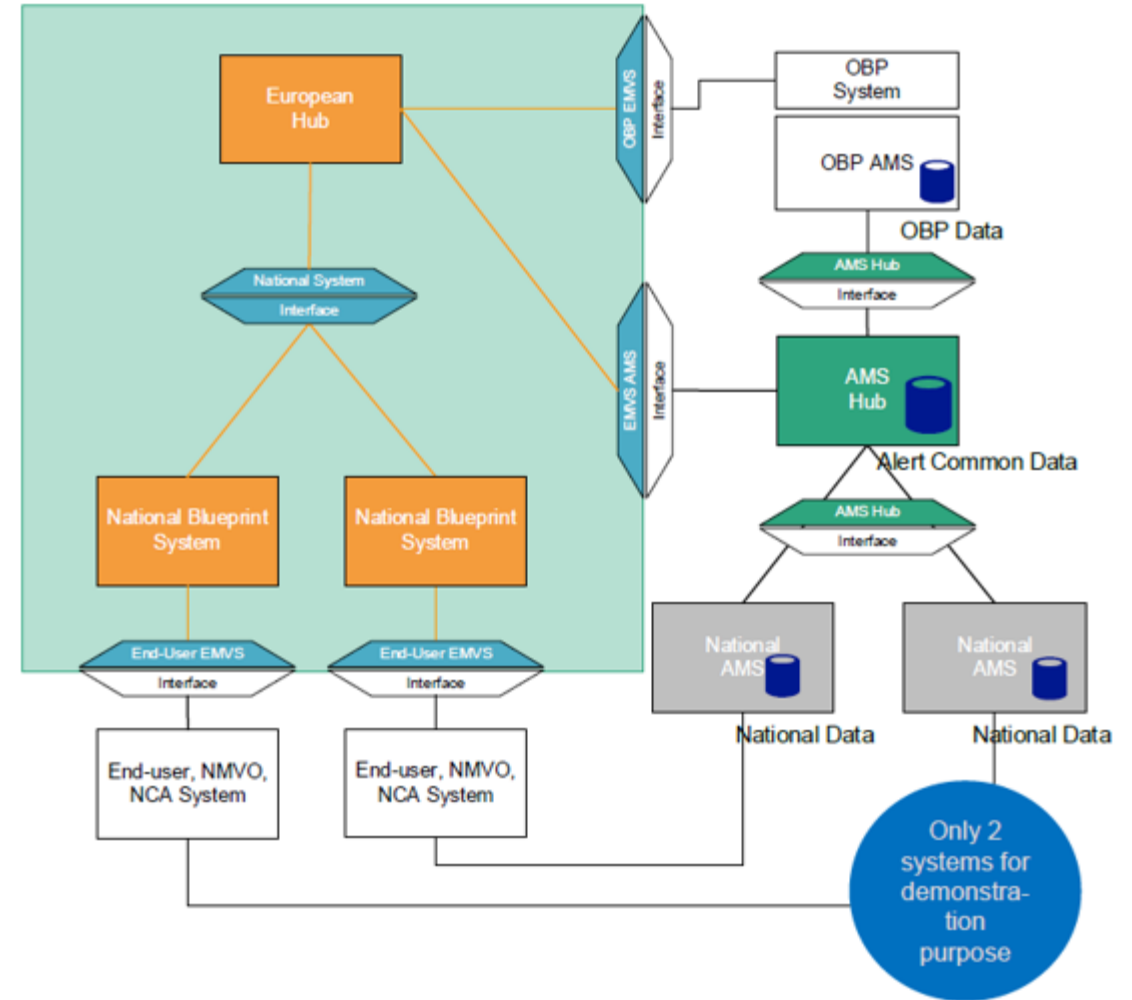 European
Hub
OBP EMVS
Interface
OBP
System
OBP AMS
OBP Data
AMS Hub
Interface
National System
Interface
EMVS AMS
Interface
AMS
Hub
Alert Common Data
National Blueprint
System
National Blueprint
System
AMS Hub
Interface
End-User EMVS
Interface
End-User EMVS
Interface
National
AMS
National
AMS
National Data
National Data
End-user, NMVO,
NCA System
End-user, NMVO,
NCA System
Only 2
systems for
demonstra-
tion
purpose